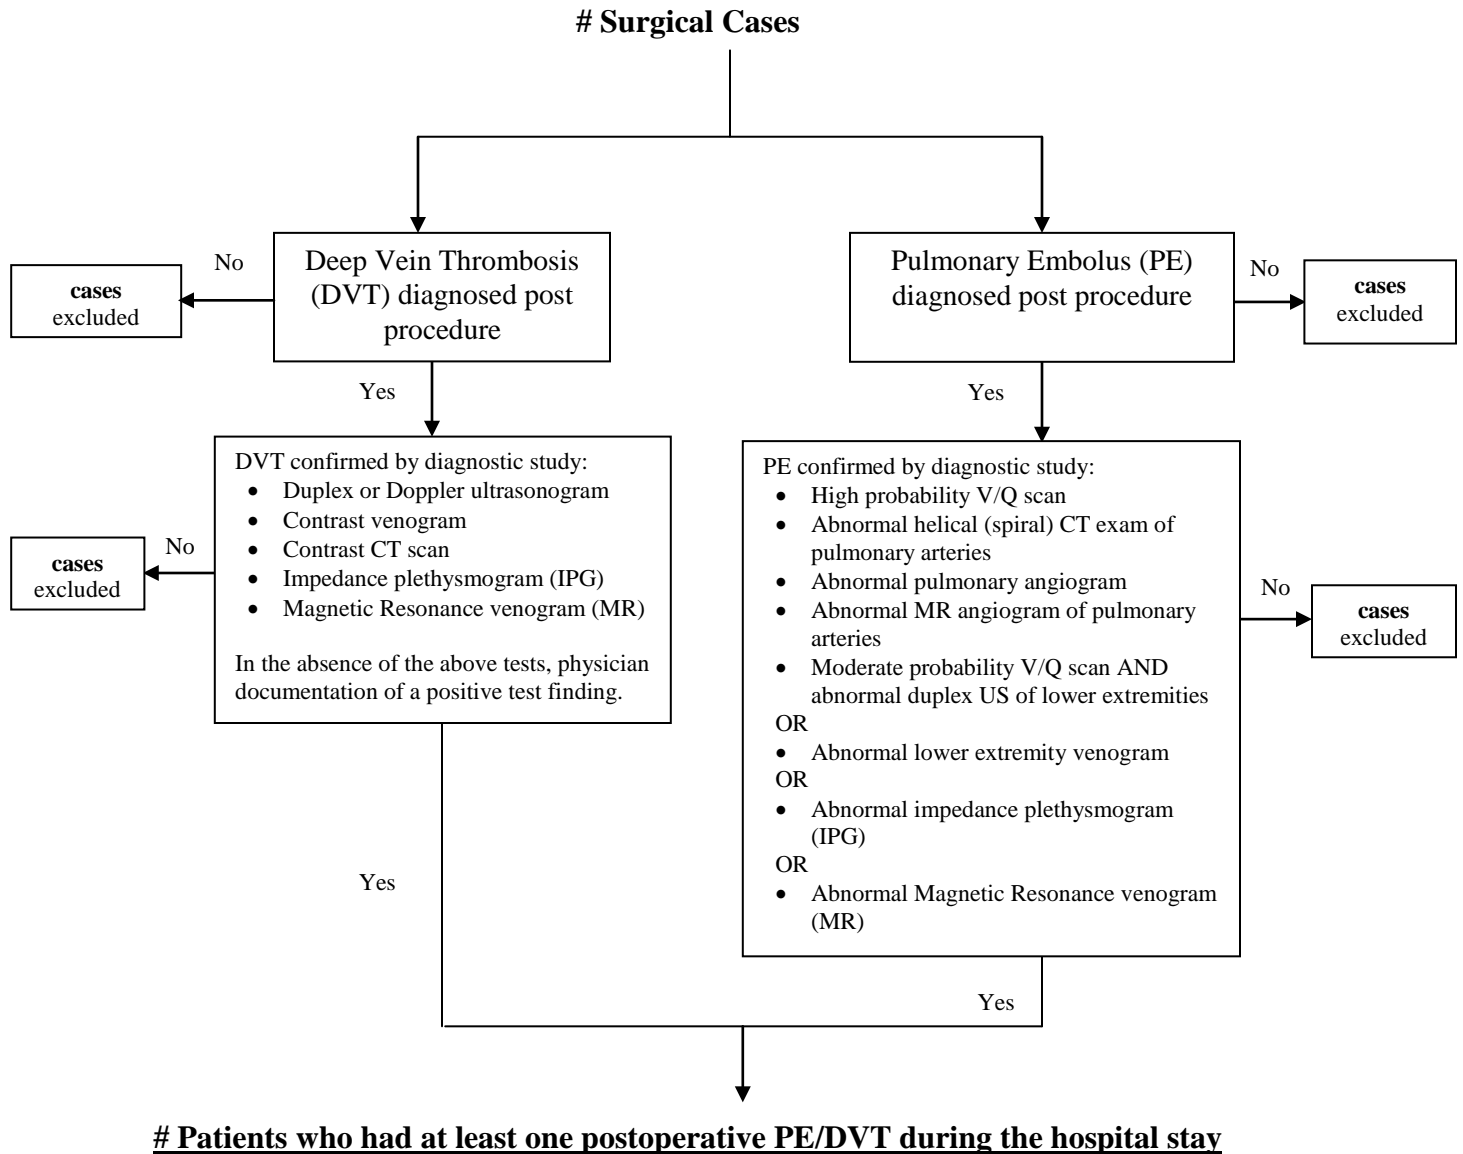 # Surgical Cases
No
cases
excluded
Deep Vein Thrombosis
(DVT) diagnosed post
procedure
Pulmonary Embolus (PE)
diagnosed post procedure
No
cases
excluded
Yes
Yes
DVT confirmed by diagnostic study:
• Duplex or Doppler ultrasonogram
• Contrast venogram
• Contrast CT scan
• Impedance plethysmogram (IPG)
• Magnetic Resonance venogram (MR)
In the absence of the above tests, physician
documentation of a positive test finding.
No
cases
excluded
PE confirmed by diagnostic study:
• High probability V/Q scan
• Abnormal helical (spiral) CT exam of
pulmonary arteries
• Abnormal pulmonary angiogram
• Abnormal MR angiogram of pulmonary
arteries
• Moderate probability V/Q scan AND
abnormal duplex US of lower extremities
OR
• Abnormal lower extremity venogram
OR
• Abnormal impedance plethysmogram
(IPG)
OR
• Abnormal Magnetic Resonance venogram
(MR)
No
cases
excluded
Yes
Yes
# Patients who had at least one postoperative PE/DVT during the hospital stay